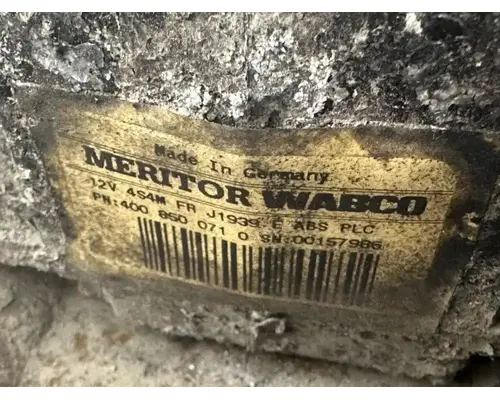 Made In Germany
MERITOR WABCO
12V 4S4M FR J1939 E ABS PLC
PN:400 850 071 0 SN:00157986